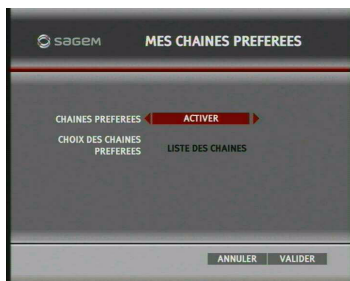 SAGEM
MES CHAINES PREFEREES
CHAINES PREFEREES ACTIVER
CHOIX DES CHAINES
PREFEREES LISTE DES CHAINES
ANNULER VALIDER